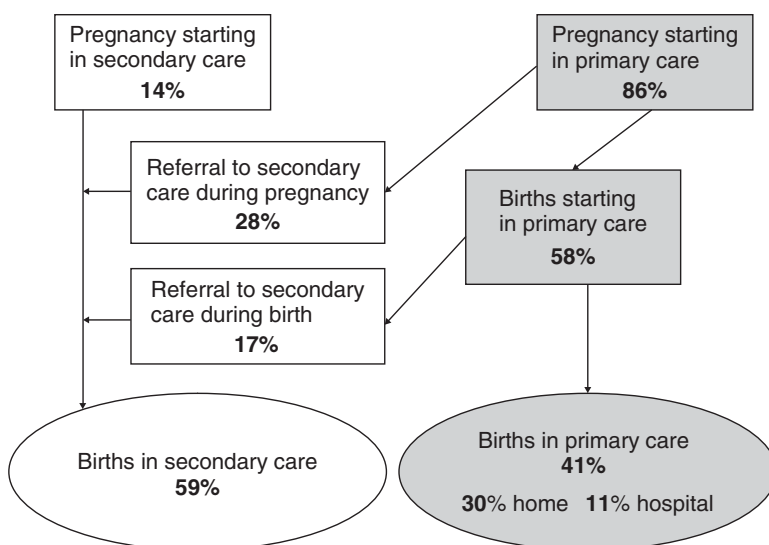 Pregnancy starting
in secondary care
14%
Pregnancy starting
in primary care
86%
Referral to secondary
care during pregnancy
28%
Births starting
in primary care
58%
Referral to secondary
care during birth
17%
Births in secondary care
59%
Births in primary care
41%
30% home 11% hospital